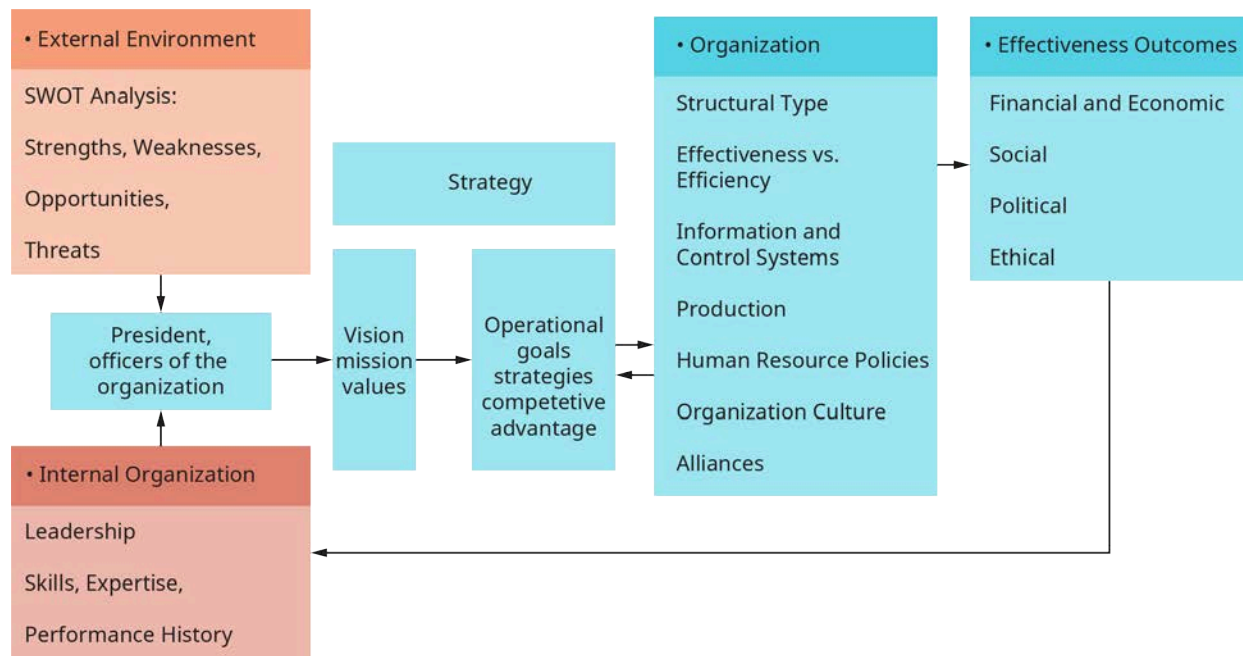 • External Environment
SWOT Analysis:
Strengths, Weaknesses,
Opportunities,
Threats
President,
officers of the
organization
• Internal Organization
Leadership
Skills, Expertise,
Performance History
Strategy
Vision
mission
values
Operational
goals
strategies
competetive
advantage
• Organization
Structural Type
Effectiveness vs.
Efficiency
Information and
Control Systems
Production
Human Resource Policies
Organization Culture
Alliances
• Effectiveness Outcomes
Financial and Economic
Social
Political
Ethical